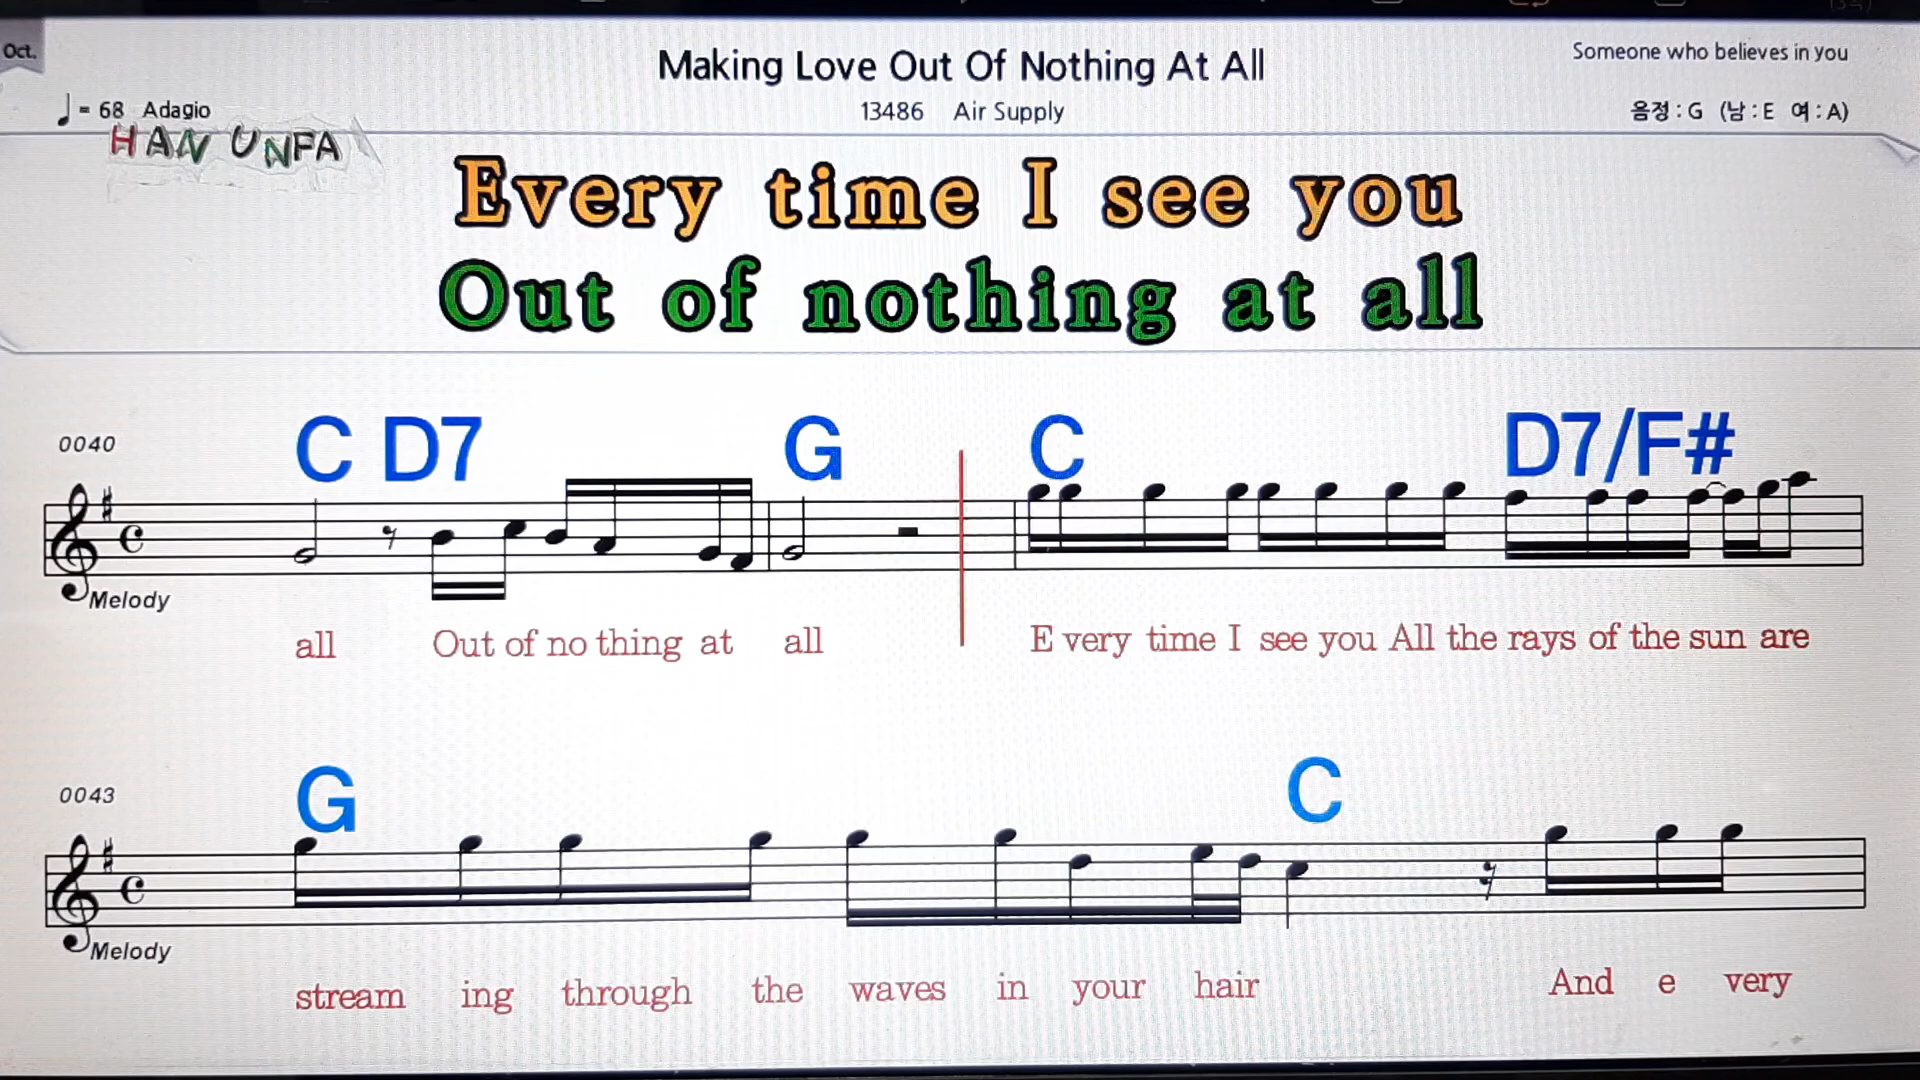 Oct.
Making Love Out Of Nothing At All
Someone who believes in you
= 68 Adagio
13486 Air Supply
음정 : G (남 : E 여 : A)
HAN UNFA
Every time I see you
Out of nothing at all
0040
C D7 G C D7/F#
Melody
all Out of no thing at all E very time I see you All the rays of the sun are
0043
G C
Melody
stream ing through the waves in your hair And e very